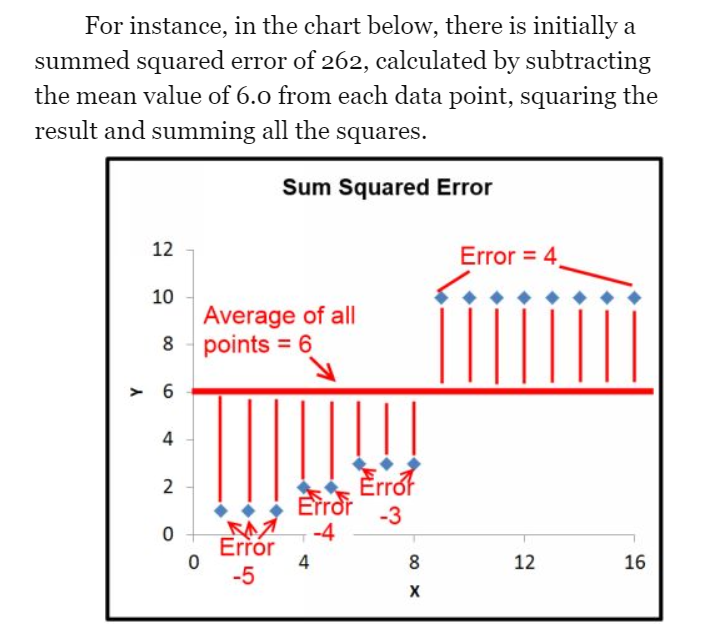 For instance, in the chart below, there is initially a
summed squared error of 262, calculated by subtracting
the mean value of 6.0 from each data point, squaring the
result and summing all the squares.
Sum Squared Error
12
10
8
6
4
2
0
Y
Error = 4
Average of all
points = 6
Error
-3
Error
-4
Error
-5
0
4
8
12
16
X